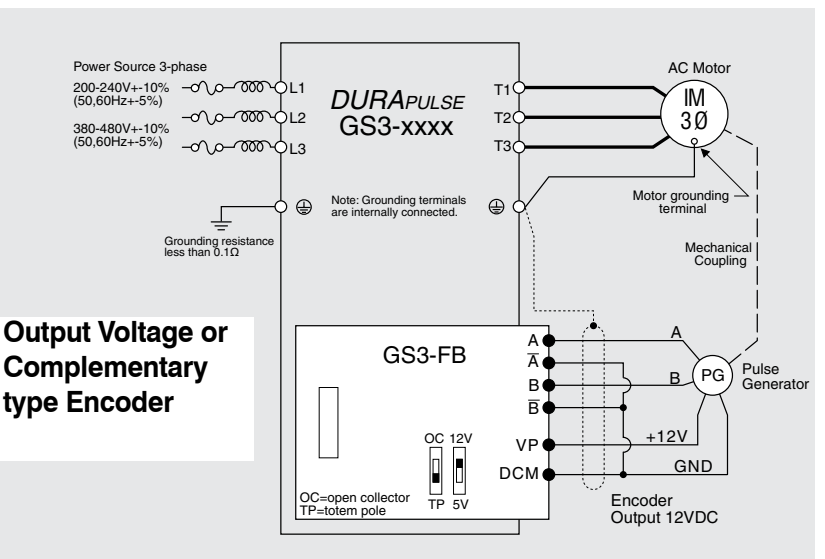 Power Source 3-phase
200-240V+-10%
(50,60Hz+-5%)
380-480V+-10%
(50,60Hz+-5%)
L1
L2
L3
DURAPULSE
GS3-xxxx
T1
T2
T3
AC Motor
IM
3Ø
Note: Grounding terminals
are internally connected.
Motor grounding
terminal
Grounding resistance
less than 0.1Ω
Mechanical
Coupling
Output Voltage or
Complementary
type Encoder
GS3-FB
A
A̅
B
B̅
VP
DCM
A
B
+12V
GND
PG
Pulse
Generator
OC 12V
TP 5V
OC=open collector
TP=totem pole
Encoder
Output 12VDC